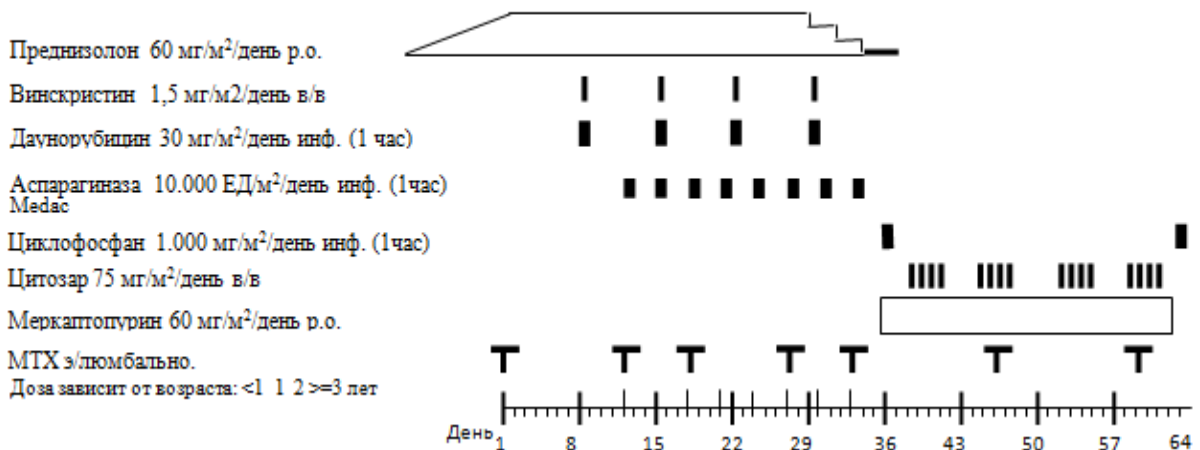 Преднизолон 60 мг/м²/день р.о.
Винскристин 1,5 мг/м2/день в/в
Даунорубицин 30 мг/м²/день инф. (1 час)
Аспарагиназа 10.000 ЕД/м²/день инф. (1час)
Medac
Циклофосфан 1.000 мг/м²/день инф. (1час)
Цитозар 75 мг/м²/день в/в
Меркаптопурин 60 мг/м²/день р.о.
МТХ э/люмбально.
Доза зависит от возраста: <1 1 2 >=3 лет
День 1 8 15 22 29 36 43 50 57 64